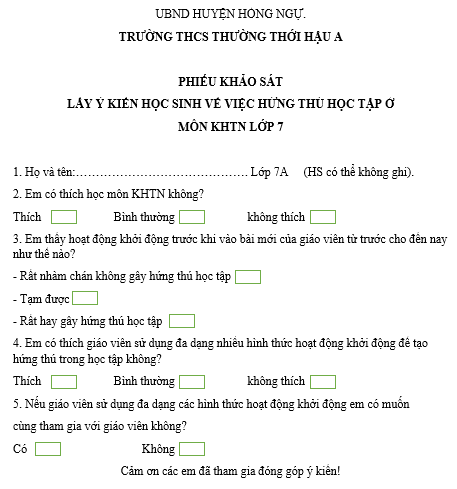 UBND HUYỆN HỒNG NGỰ.
TRƯỜNG THCS THƯỜNG THỚI HẬU A
PHIẾU KHẢO SÁT
LẤY Ý KIẾN HỌC SINH VỀ VIỆC HỨNG THÚ HỌC TẬP Ở
MÔN KHTN LỚP 7
1. Họ và tên:………………………………………… Lớp 7A (HS có thể không ghi).
2. Em có thích học môn KHTN không?
Thích Bình thường không thích
3. Em thấy hoạt động khởi động trước khi vào bài mới của giáo viên từ trước cho đến nay
như thế nào?
- Rất nhàm chán không gây hứng thú học tập
- Tạm được
- Rất hay gây hứng thú học tập
4. Em có thích giáo viên sử dụng đa dạng nhiều hình thức hoạt động khởi động để tạo
hứng thú trong học tập không?
Thích Bình thường không thích
5. Nếu giáo viên sử dụng đa dạng các hình thức hoạt động khởi động em có muốn
cùng tham gia với giáo viên không?
Có Không
Cảm ơn các em đã tham gia đóng góp ý kiến!